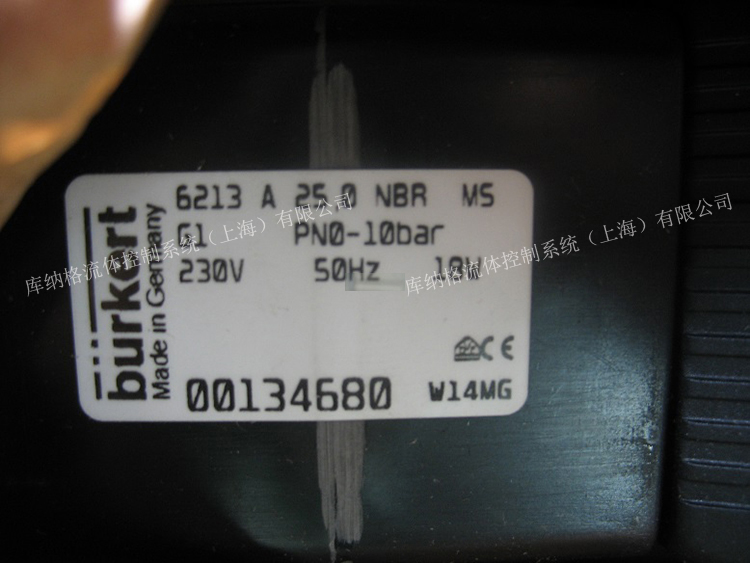 6213 A 25,0 NBR MS
G1 PN0-10bar
230V 50Hz 18W
bürkert
Made in Germany
CE
00134680 W14MG
库纳格流体控制系统（上海）有限公司
库纳格流体控制系统（上海）有限公司